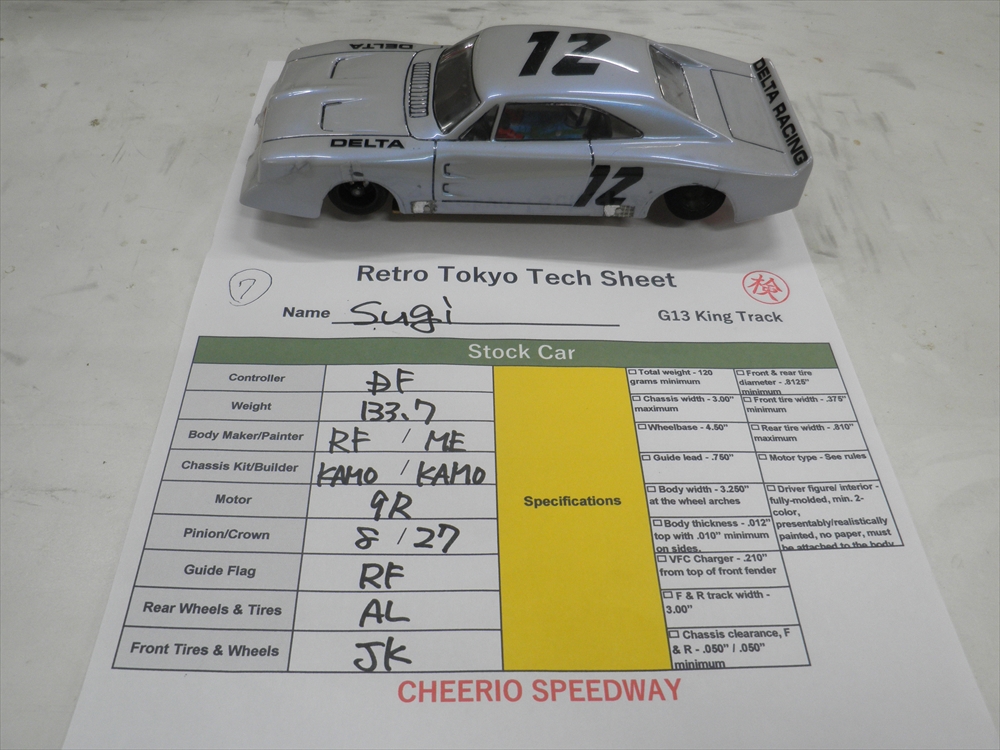 DELTA
12
DELTA
12
DELTA RACING
7
Retro Tokyo Tech Sheet
検
Name Sugi
G13 King Track
Stock Car
Controller DF
Weight 133.7
Body Maker/Painter RF / ME
Chassis Kit/Builder KAMO / KAMO
Motor 9R
Pinion/Crown 8 / 27
Guide Flag RF
Rear Wheels & Tires AL
Front Tires & Wheels JK
Specifications
Total weight - 120
grams minimum
Front & rear tire
diameter - .8125"
minimum
Chassis width - 3.00"
maximum
Front tire width - .375"
minimum
Wheelbase - 4.50"
Rear tire width - .810"
maximum
Guide lead - .750"
Motor type - See rules
Body width - 3.250"
at the wheel arches
Driver figure/ interior -
fully-molded, min. 2-
color,
presentably/realistically
painted, no paper, must
be attached to the body
Body thickness - .012"
top with .010" minimum
on sides.
VFC Charger - .210"
from top of front fender
F & R track width -
3.00"
Chassis clearance, F
& R - .050" / .050"
minimum
CHEERIO SPEEDWAY